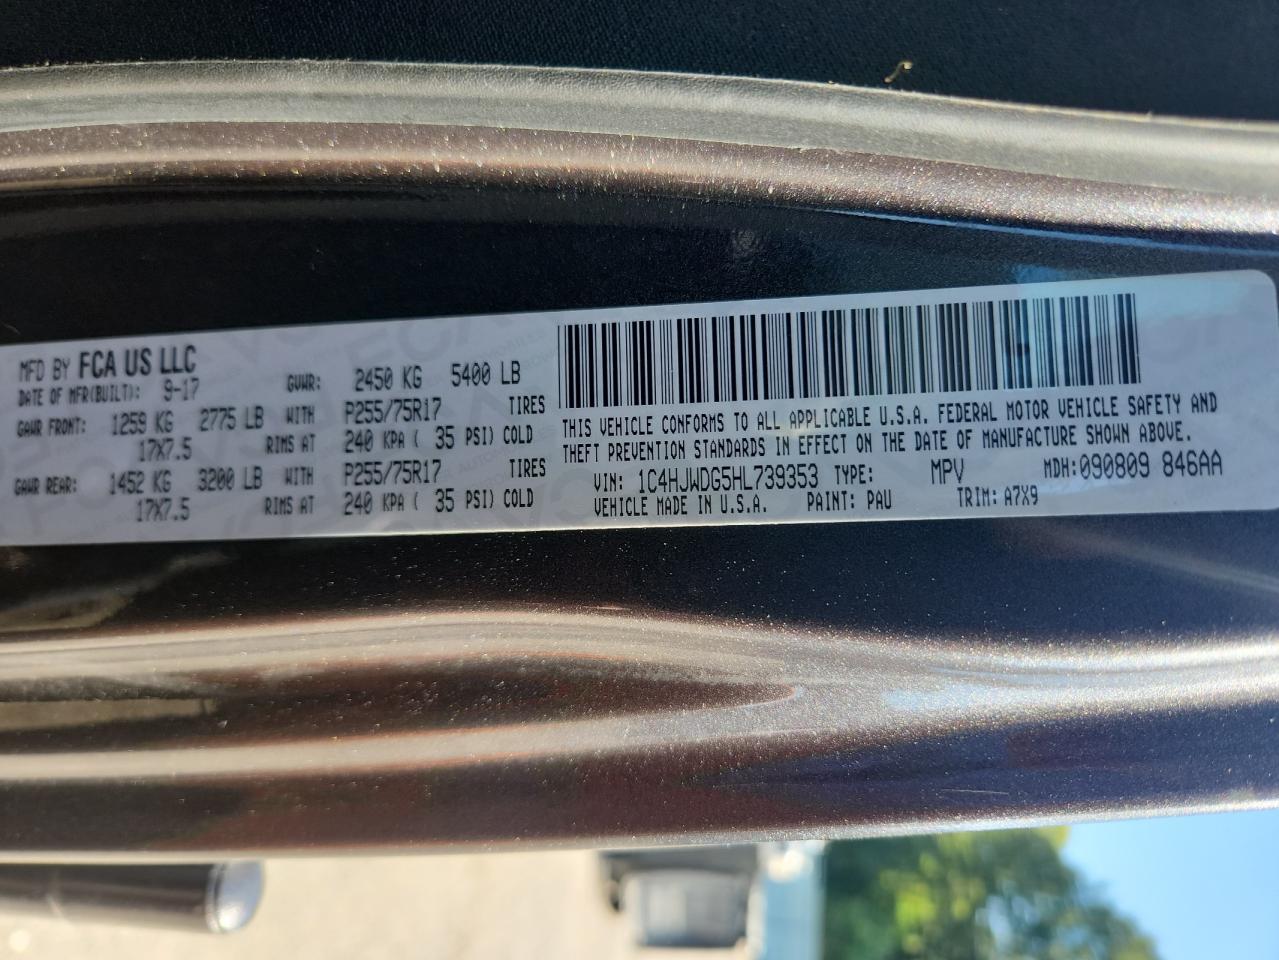 MFD BY FCA US LLC
DATE OF MFR(BUILT): 9-17 GVWR: 2450 KG 5400 LB
GAWR FRONT: 1259 KG 2775 LB WITH P255/75R17 TIRES
17X7.5 RIMS AT 240 KPA ( 35 PSI) COLD
GAWR REAR: 1452 KG 3200 LB WITH P255/75R17 TIRES
17X7.5 RIMS AT 240 KPA ( 35 PSI) COLD
THIS VEHICLE CONFORMS TO ALL APPLICABLE U.S.A. FEDERAL MOTOR VEHICLE SAFETY AND
THEFT PREVENTION STANDARDS IN EFFECT ON THE DATE OF MANUFACTURE SHOWN ABOVE.
VIN: 1C4HJWDG5HL739353 TYPE: MPV MDH:090809 846AA
VEHICLE MADE IN U.S.A. PAINT: PAU TRIM: A7X9